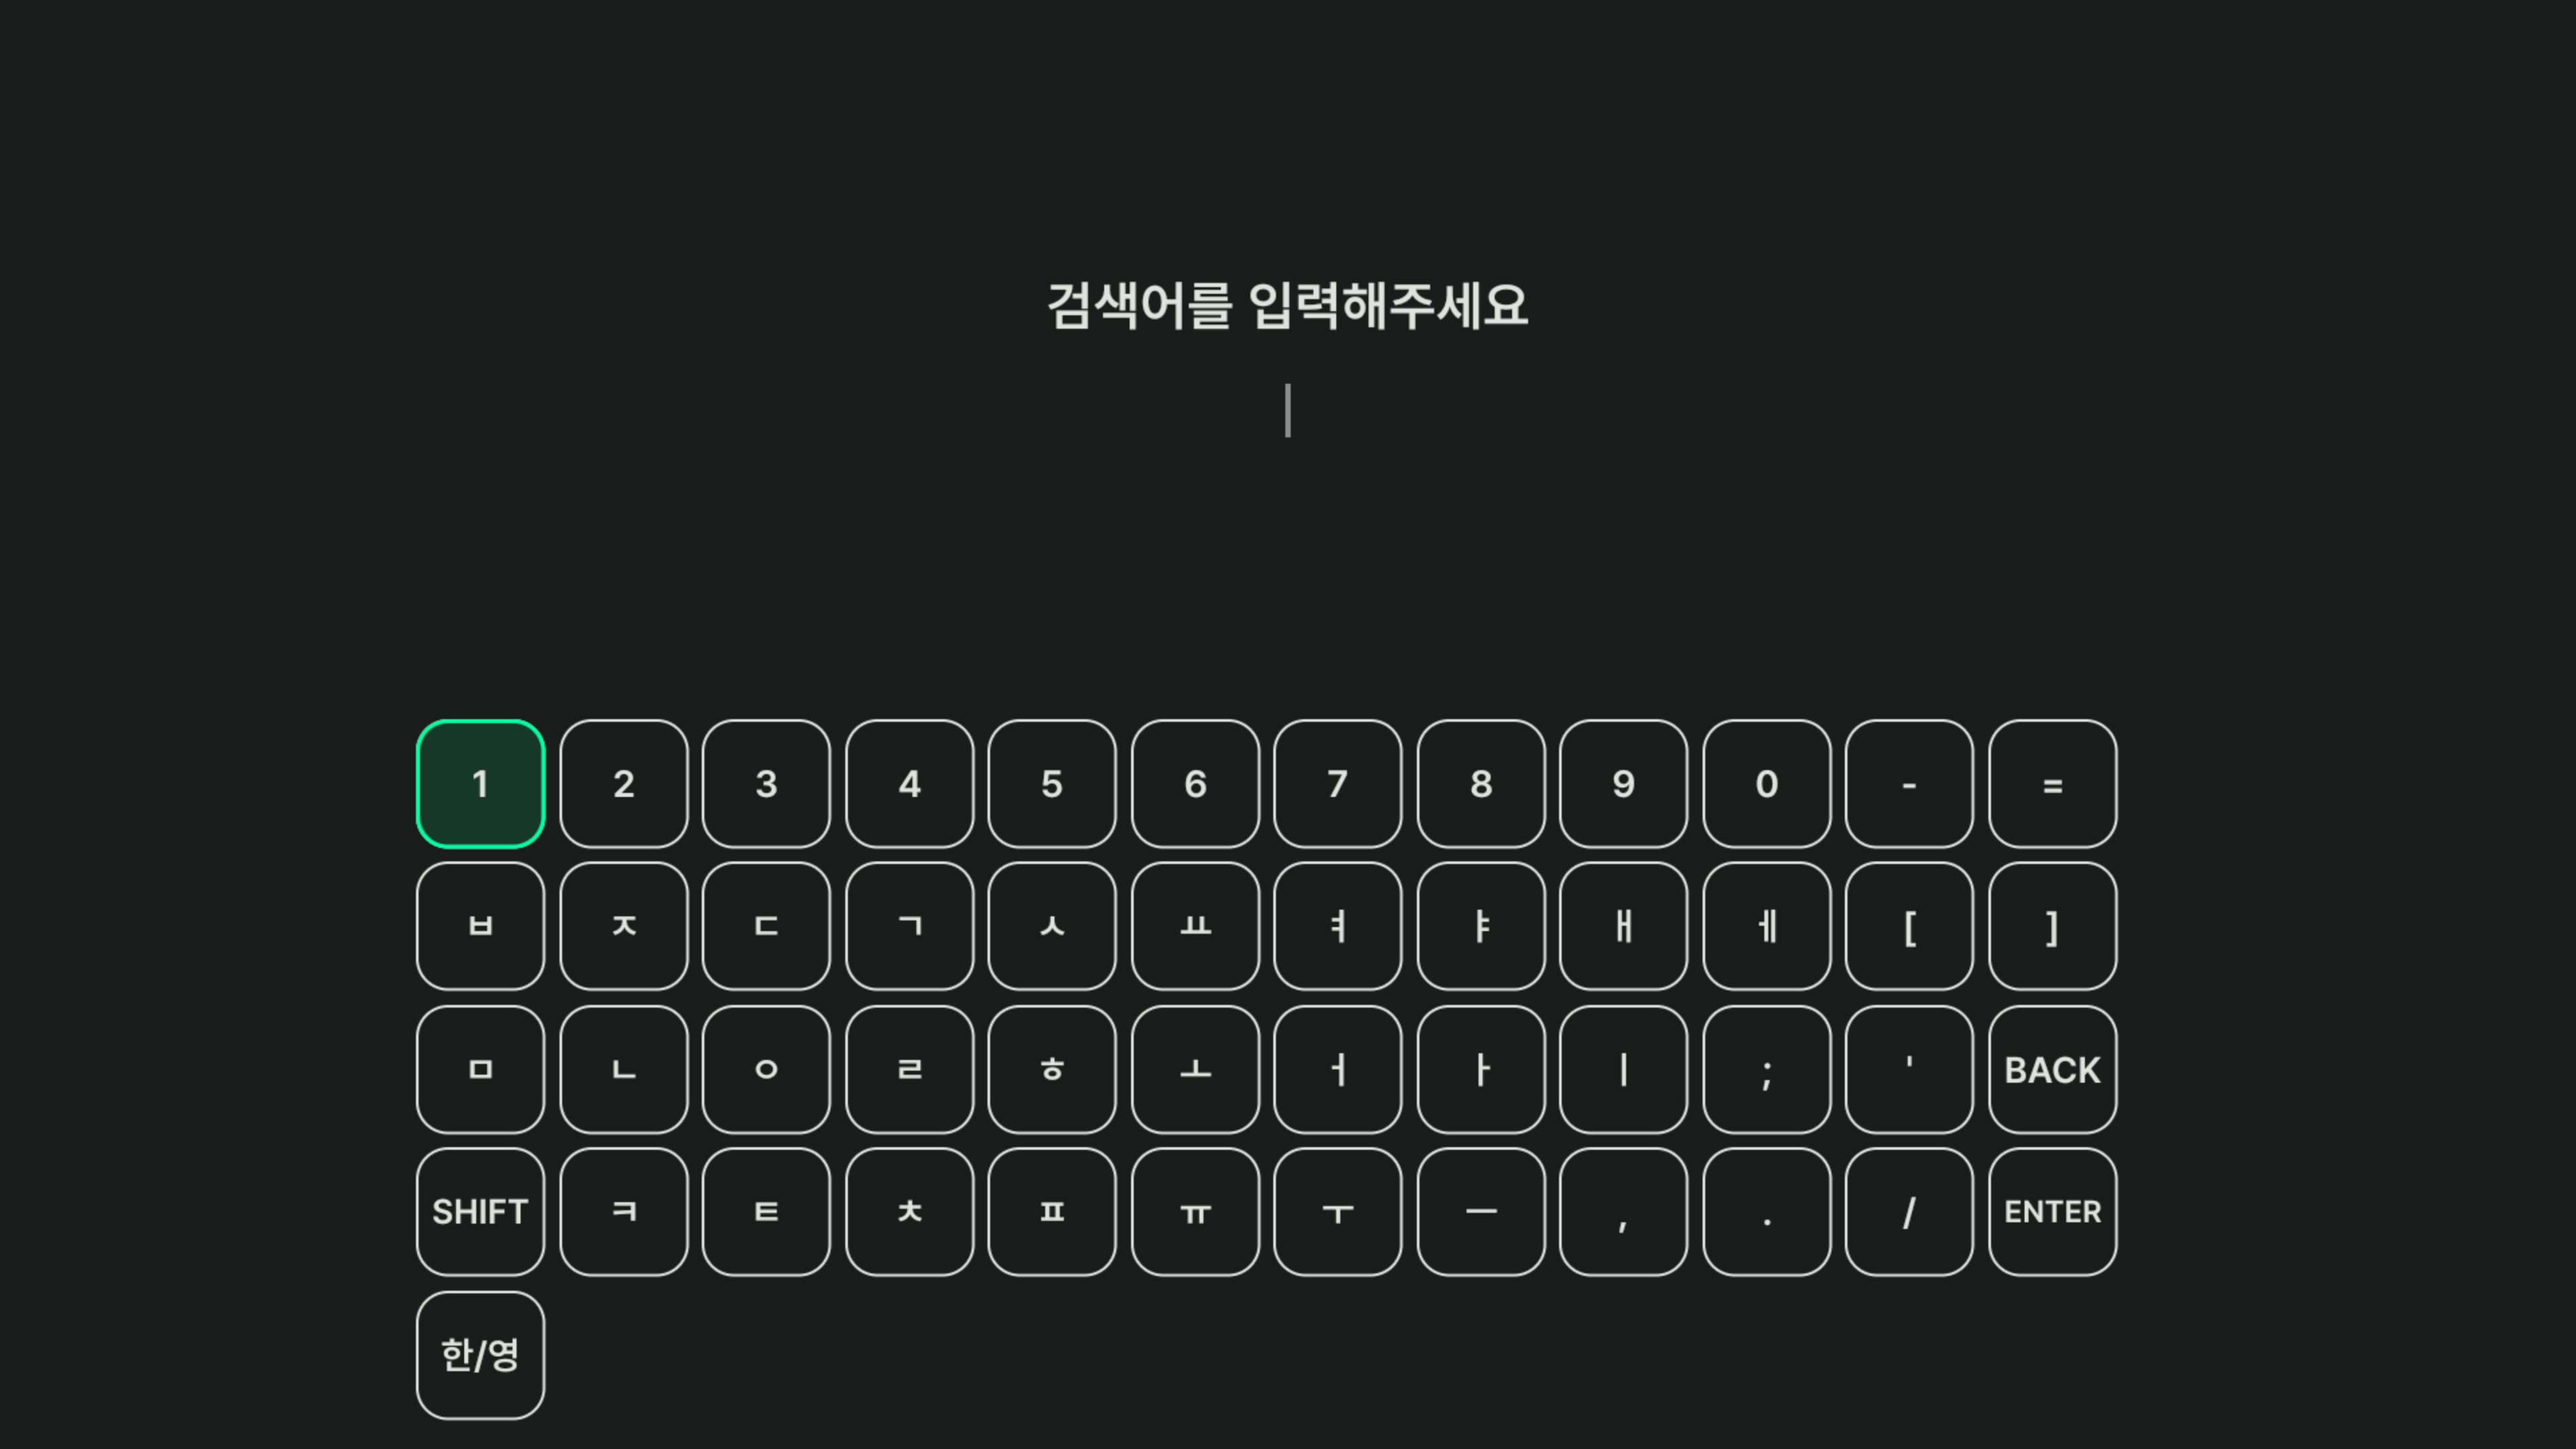 검색어를 입력해주세요
1 2 3 4 5 6 7 8 9 0 - =
ㅂ ㅈ ㄷ ㄱ ㅅ ㅛ ㅕ ㅑ ㅐ ㅔ [ ]
ㅁ ㄴ ㅇ ㄹ ㅎ ㅗ ㅓ ㅏ ㅣ ; ' BACK
SHIFT ㅋ ㅌ ㅊ ㅍ ㅠ ㅜ ㅡ , . / ENTER
한/영